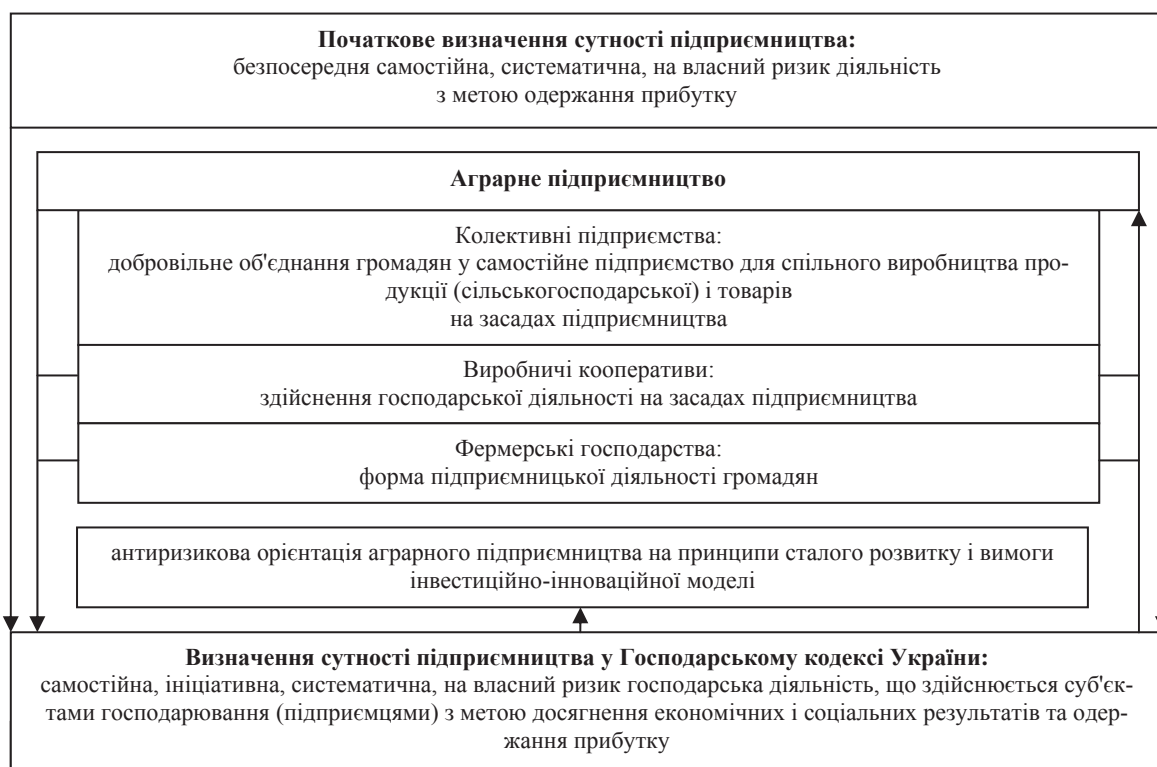 Початкове визначення сутності підприємництва:
безпосередня самостійна, систематична, на власний ризик діяльність
з метою одержання прибутку
Аграрне підприємництво
Колективні підприємства:
добровільне об'єднання громадян у самостійне підприємство для спільного виробництва про-
дукції (сільськогосподарської) і товарів
на засадах підприємництва
Виробничі кооперативи:
здійснення господарської діяльності на засадах підприємництва
Фермерські господарства:
форма підприємницької діяльності громадян
антиризикова орієнтація аграрного підприємництва на принципи сталого розвитку і вимоги
інвестиційно-інноваційної моделі
Визначення сутності підприємництва у Господарському кодексі України:
самостійна, ініціативна, систематична, на власний ризик господарська діяльність, що здійснюється суб'єк-
тами господарювання (підприємцями) з метою досягнення економічних і соціальних результатів та одер-
жання прибутку